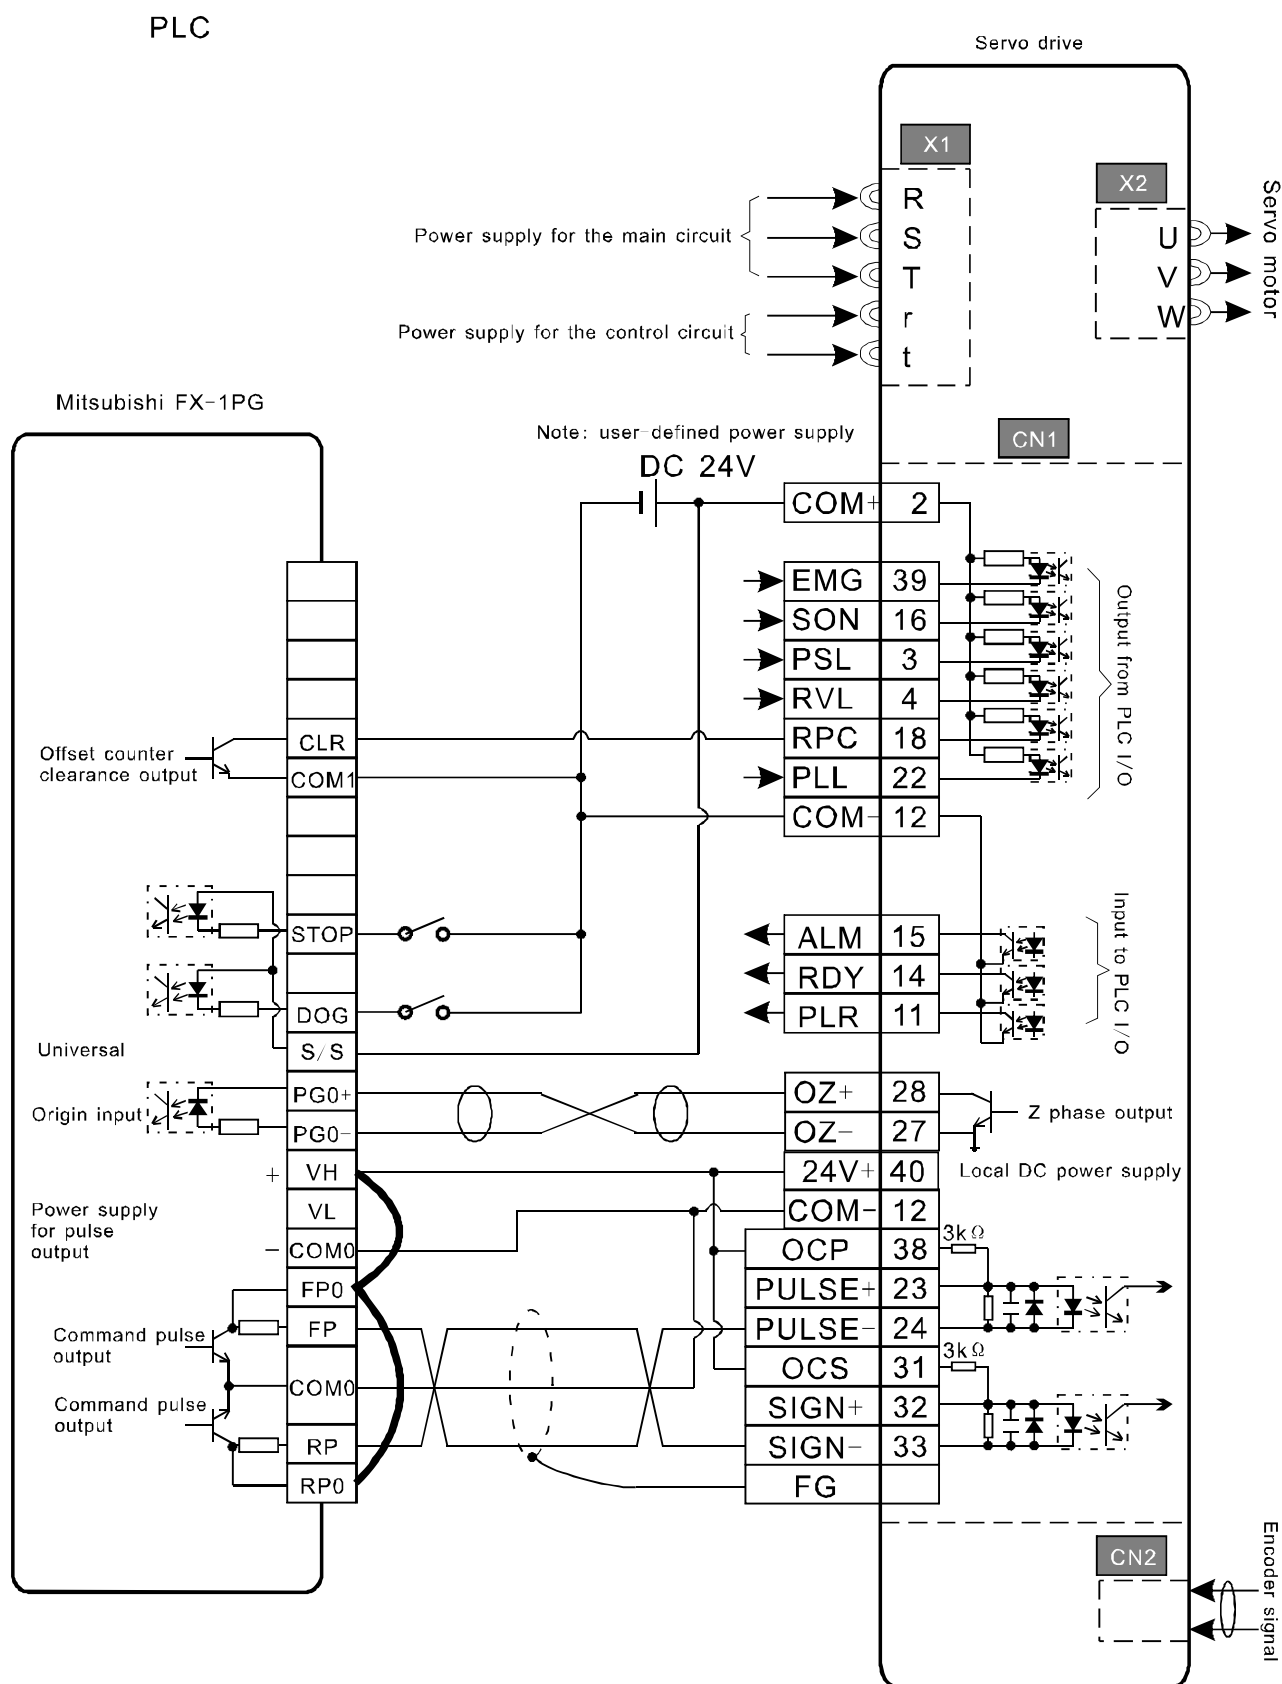 PLC
Servo drive
X1
R
S
T
r
t
Power supply for the main circuit
Power supply for the control circuit
X2
U
V
W
Servo motor
Mitsubishi FX-1PG
Note: user-defined power supply
DC 24V
CN1
COM+ 2
EMG 39
SON 16
PSL 3
RVL 4
RPC 18
PLL 22
COM- 12
Output from PLC I/O
ALM 15
RDY 14
PLR 11
Input to PLC I/O
OZ+ 28
OZ- 27
Z phase output
24V+ 40
Local DC power supply
COM- 12
OCP 38
3kΩ
PULSE+ 23
PULSE- 24
OCS 31
3kΩ
SIGN+ 32
SIGN- 33
FG
CN2
Encoder signal
CLR
COM1
Offset counter
clearance output
STOP
DOG
S/S
Universal
PG0+
PG0-
Origin input
+ VH
VL
- COM0
Power supply
for pulse
output
FP0
FP
Command pulse
output
COM0
Command pulse
output
RP
RP0